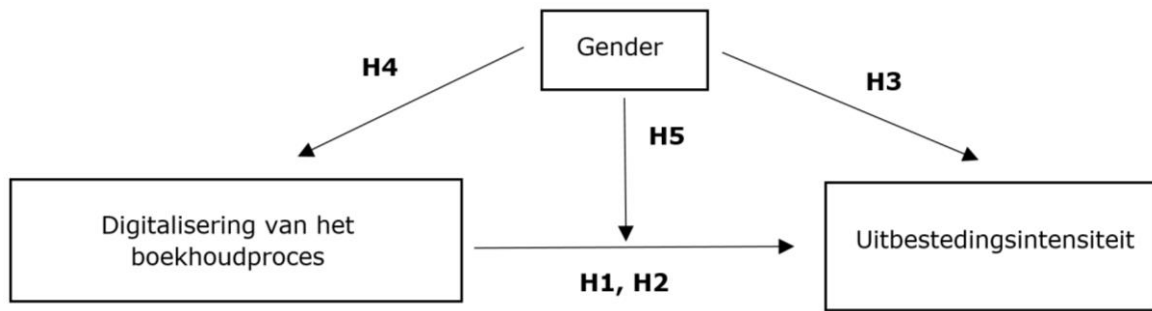 Gender
H4
H3
H5
Digitalisering van het
boekhoudproces
Uitbestedingsintensiteit
H1, H2